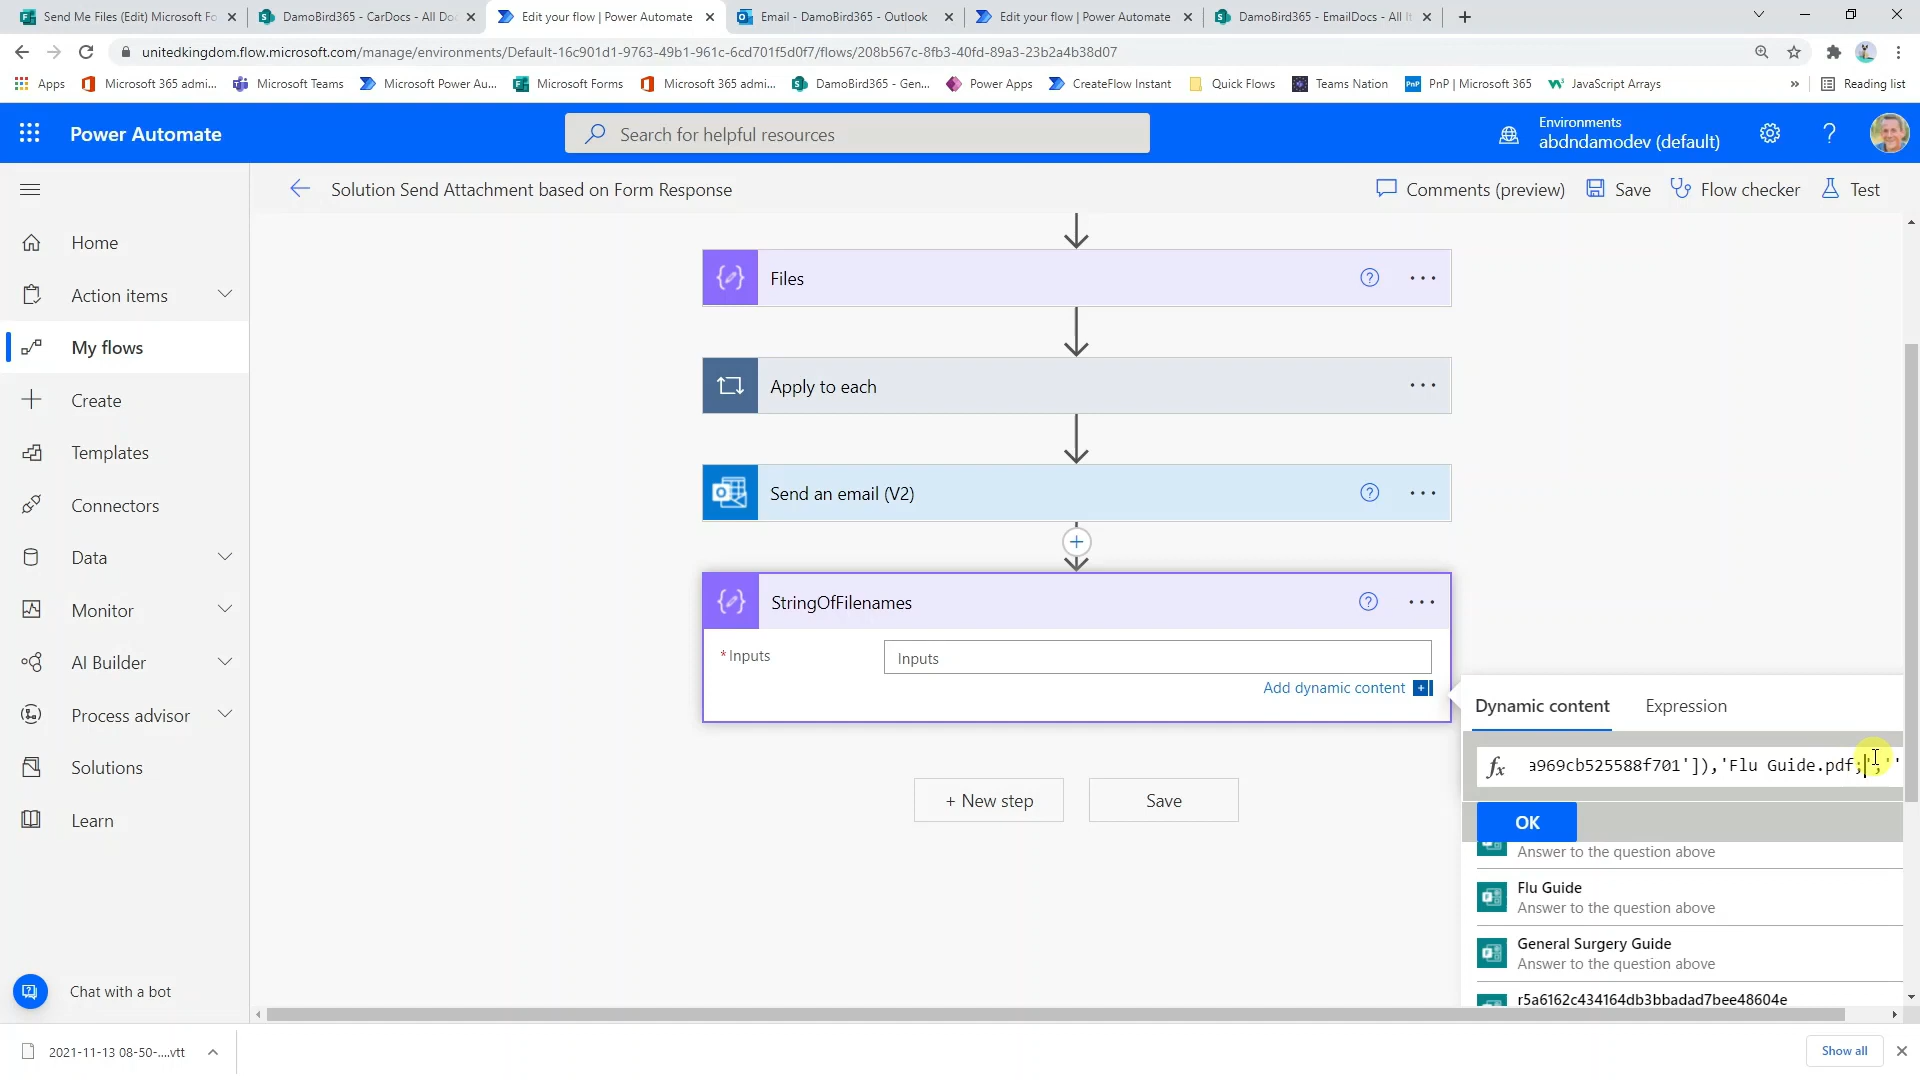 Send Me Files (Edit) Microsoft Fo
DamoBird365 - CarDocs - All Do
Edit your flow | Power Automate
Email - DamoBird365 - Outlook
Edit your flow | Power Automate
DamoBird365 - EmailDocs - All It
unitedkingdom.flow.microsoft.com/manage/environments/Default-16c901d1-9763-49b1-961c-6cd701f5d0f7/flows/208b567c-8fb3-40fd-89a3-23b2a4b38d07
Apps
Microsoft 365 admi...
Microsoft Teams
Microsoft Power Au...
Microsoft Forms
Microsoft 365 admi...
DamoBird365 - Gen...
Power Apps
CreateFlow Instant
Quick Flows
Teams Nation
PnP | Microsoft 365
JavaScript Arrays
»
Reading list
Power Automate
Search for helpful resources
Environments
abdndamodev (default)
Solution Send Attachment based on Form Response
Comments (preview)
Save
Flow checker
Test
Home
Action items
My flows
Create
Templates
Connectors
Data
Monitor
AI Builder
Process advisor
Solutions
Learn
Chat with a bot
Files
Apply to each
Send an email (V2)
StringOfFilenames
* Inputs
Inputs
Add dynamic content
+ New step
Save
Dynamic content
Expression
fx
a969cb525588f701']),'Flu Guide.pdf;',''
OK
Answer to the question above
Flu Guide
Answer to the question above
General Surgery Guide
Answer to the question above
r5a6162c434164db3bbadad7bee48604e
2021-11-13 08-50-....vtt
Show all